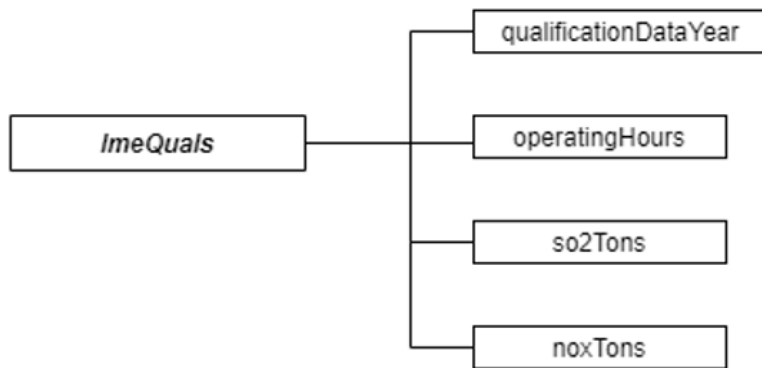 qualificationDataYear
lmeQuals
operatingHours
so2Tons
noxTons